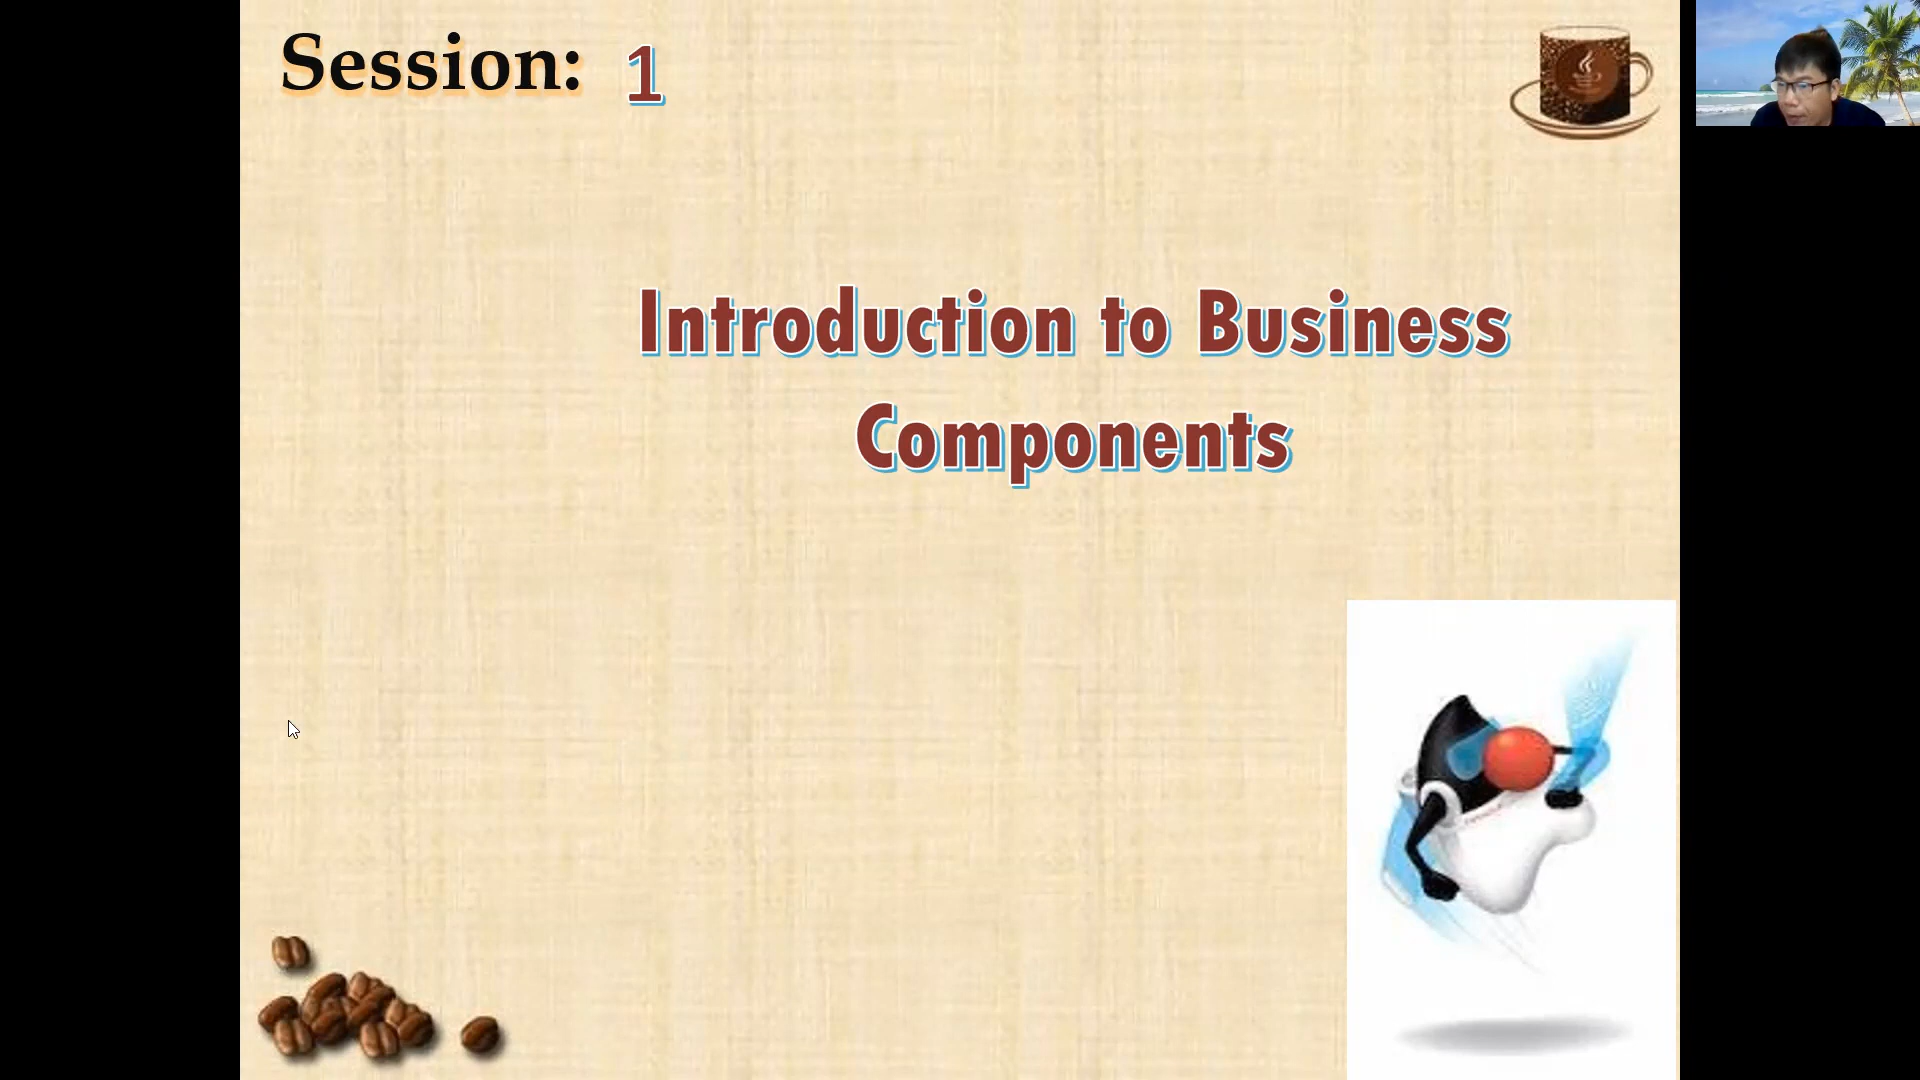 Session: 1
Introduction to Business
Components